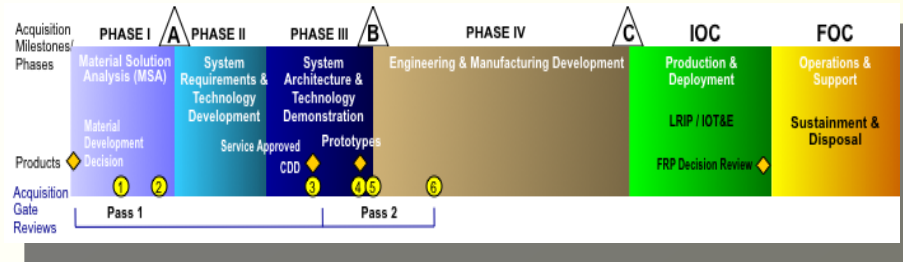 Acquisition
Milestones/
Phases
PHASE I
A
PHASE II
PHASE III
B
PHASE IV
C
IOC
FOC
Material Solution
Analysis (MSA)
System
Requirements &
Technology
Development
System
Architecture &
Technology
Demonstration
Engineering & Manufacturing Development
Production &
Deployment
Operations &
Support
Material
Development
Decision
LRIP / IOT&E
Sustainment &
Disposal
Service Approved
CDD
Prototypes
FRP Decision Review
Products
Acquisition
Gate
Reviews
1
2
3
4
5
6
Pass 1
Pass 2